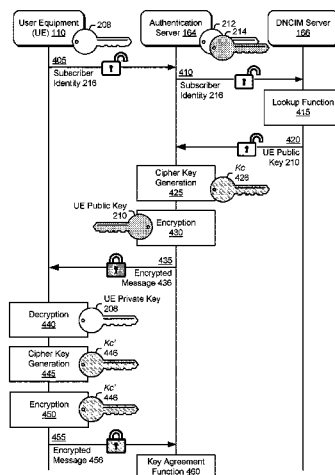 User Equipment
(UE) 110
208
Authentication
Server 164
212
214
DNCIM Server
166
405
Subscriber
Identity 216
410
Subscriber
Identity 216
Lookup Function
415
420
UE Public
Key 210
Cipher Key
Generation
425
Kc
426
UE Public Key
210
Encryption
430
435
Encrypted
Message 436
Decryption
440
UE Private Key
208
Cipher Key
Generation
445
Kc'
446
Encryption
450
Kc'
446
455
Encrypted
Message 456
Key Agreement
Function 460